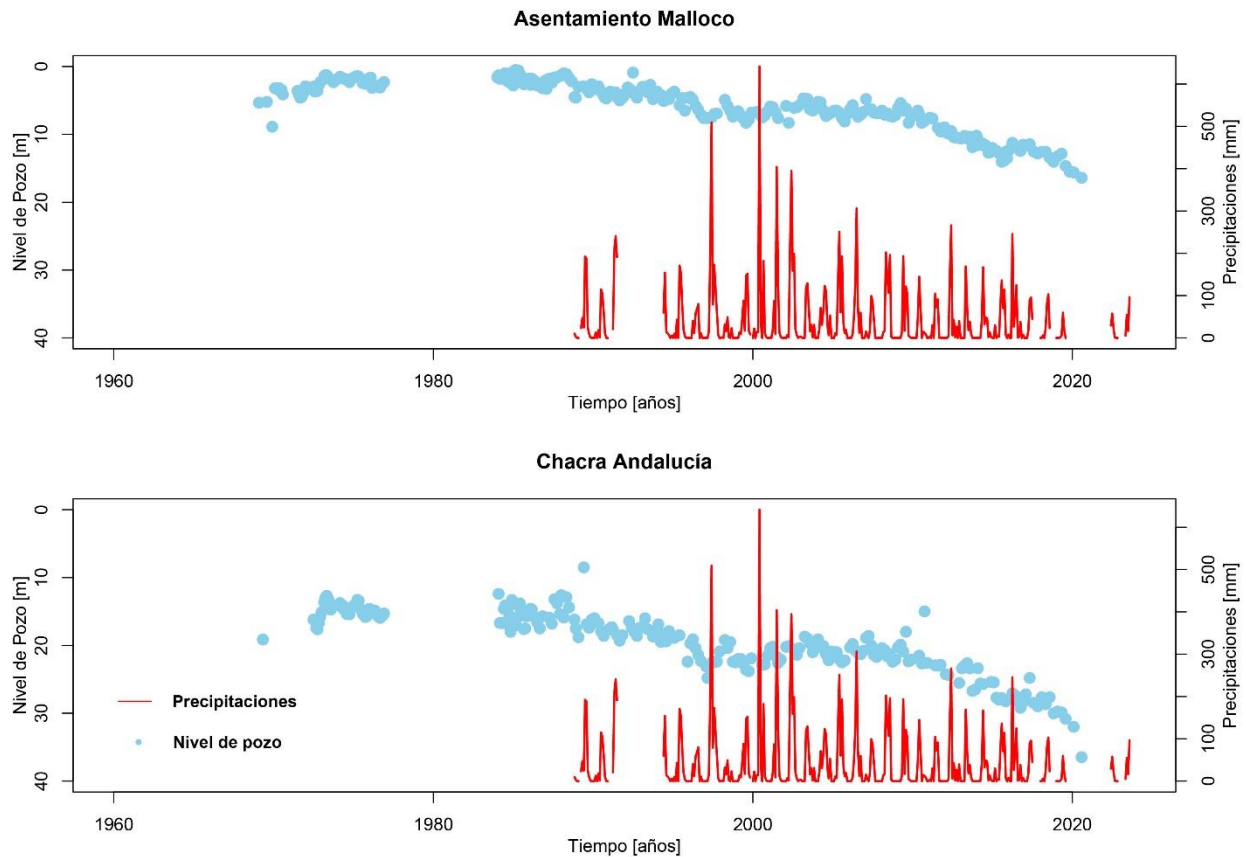 Asentamiento Malloco
Nivel de Pozo [m]
0
10
20
30
40
Precipitaciones [mm]
500
300
100
0
1960
1980
2000
2020
Tiempo [años]
Chacra Andalucía
Nivel de Pozo [m]
0
10
20
30
40
Precipitaciones [mm]
500
300
100
0
Precipitaciones
Nivel de pozo
1960
1980
2000
2020
Tiempo [años]